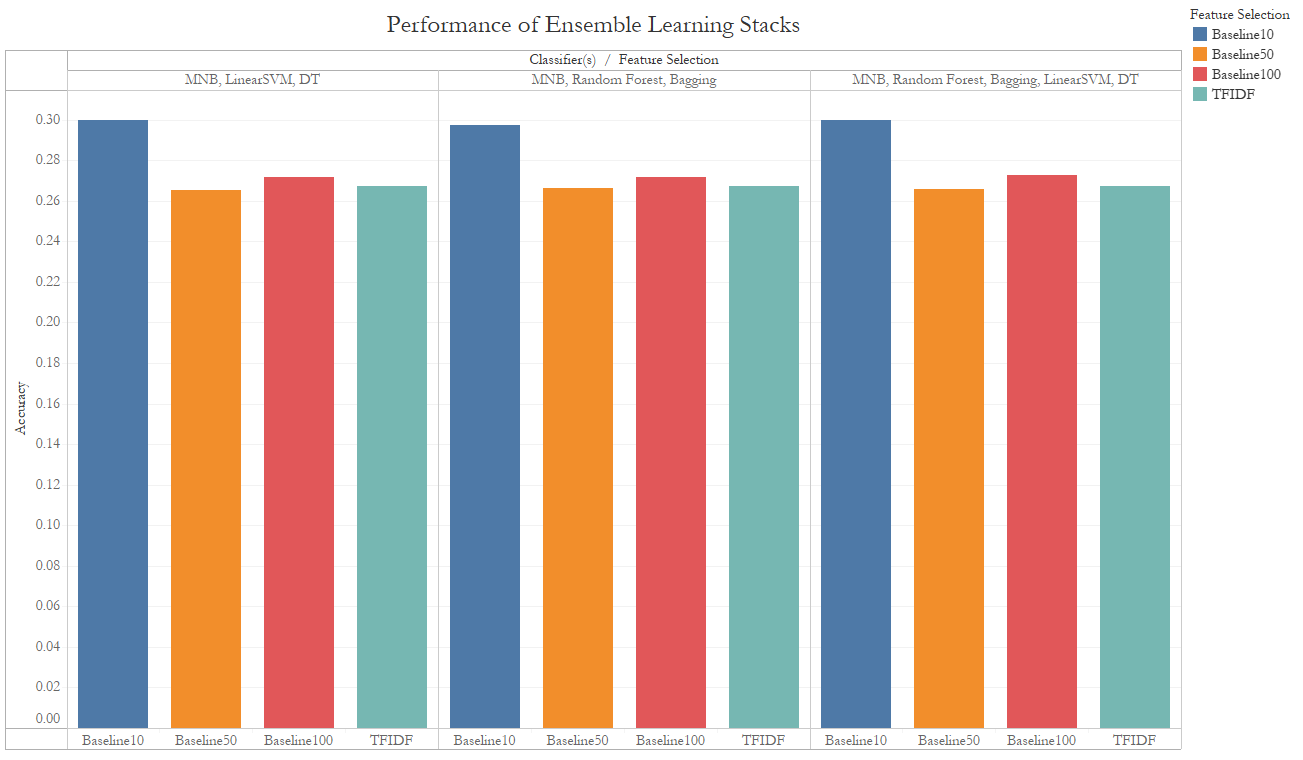 Performance of Ensemble Learning Stacks
Feature Selection
Baseline10
Baseline50
Baseline100
TFIDF
Classifier(s) / Feature Selection
MNB, LinearSVM, DT
MNB, Random Forest, Bagging
MNB, Random Forest, Bagging, LinearSVM, DT
Accuracy
0.30
0.28
0.26
0.24
0.22
0.20
0.18
0.16
0.14
0.12
0.10
0.08
0.06
0.04
0.02
0.00
Baseline10 Baseline50 Baseline100 TFIDF Baseline10 Baseline50 Baseline100 TFIDF Baseline10 Baseline50 Baseline100 TFIDF